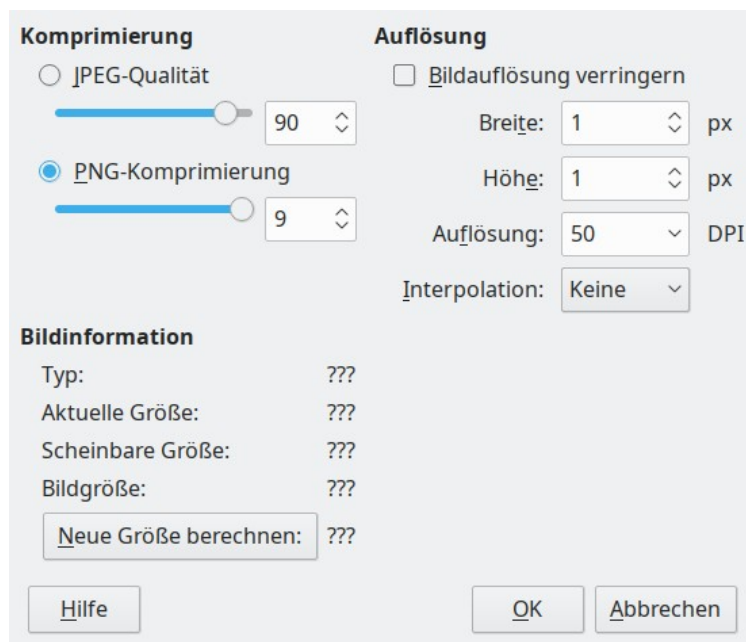 Komprimierung
JPEG-Qualität
90
PNG-Komprimierung
9
Auflösung
Bildauflösung verringern
Breite: 1 px
Höhe: 1 px
Auflösung: 50 DPI
Interpolation: Keine
Bildinformation
Typ: ???
Aktuelle Größe: ???
Scheinbare Größe: ???
Bildgröße: ???
Neue Größe berechnen: ???
Hilfe OK Abbrechen